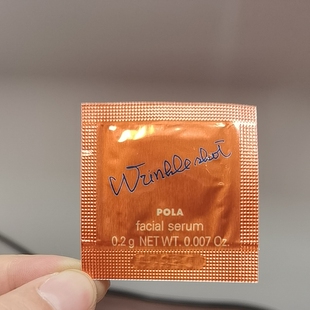 Wrinkle shot
POLA
facial serum
0.2 g NET WT. 0.007 Oz.